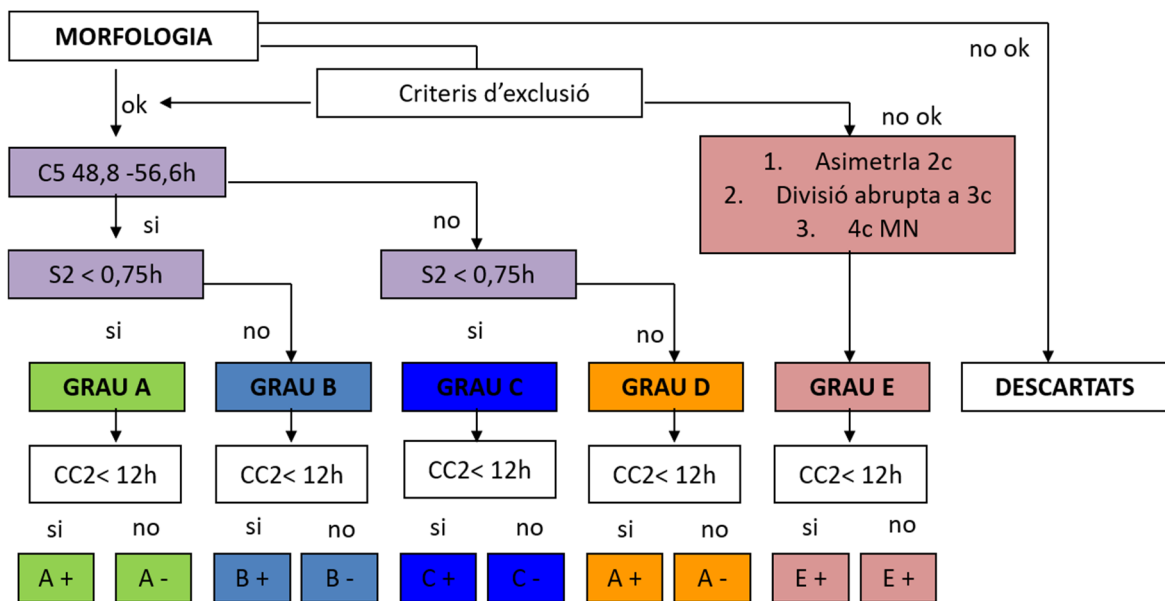 MORFOLOGIA
no ok
Criteris d'exclusió
ok
no ok
C5 48,8 -56,6h
1. AsimetrIa 2c
2. Divisió abrupta a 3c
3. 4c MN
si
no
S2 < 0,75h
S2 < 0,75h
si
no
si
no
GRAU A
GRAU B
GRAU C
GRAU D
GRAU E
DESCARTATS
CC2< 12h
CC2< 12h
CC2< 12h
CC2< 12h
CC2< 12h
si
no
si
no
si
no
si
no
si
no
A +
A -
B +
B -
C +
C -
A +
A -
E +
E +